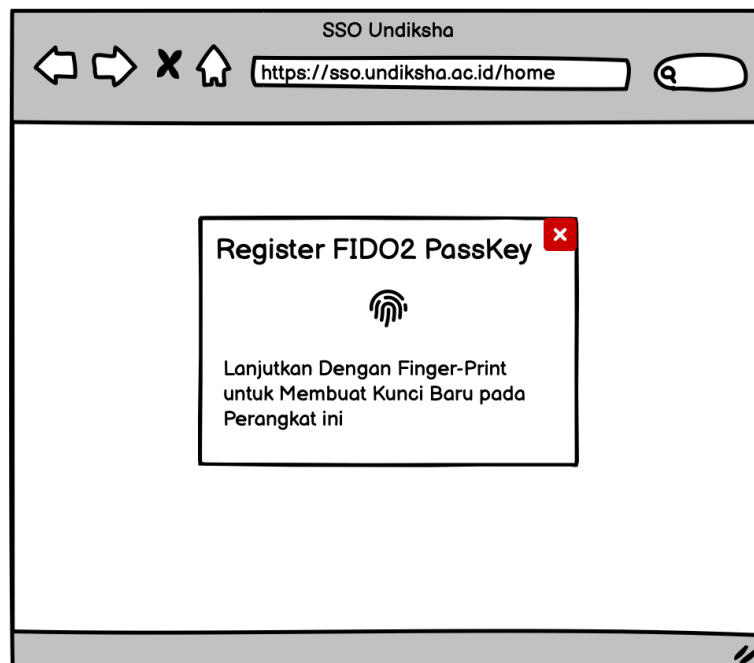 SSO Undiksha
https://sso.undiksha.ac.id/home
Register FIDO2 PassKey
Lanjutkan Dengan Finger-Print
untuk Membuat Kunci Baru pada
Perangkat ini